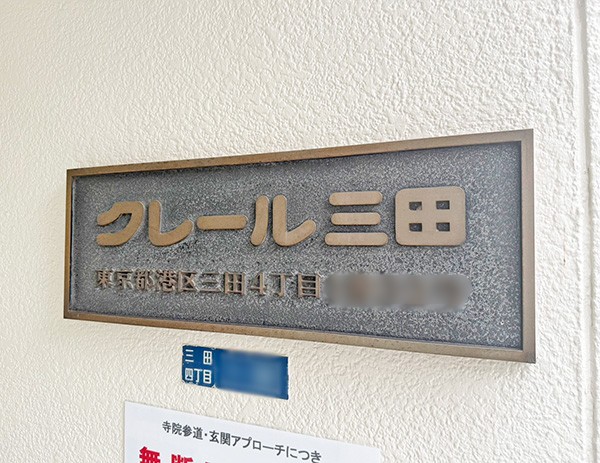 クレール三田
東京都港区三田4丁目
三田
四丁目
寺院参道・玄関アプローチにつき
無断